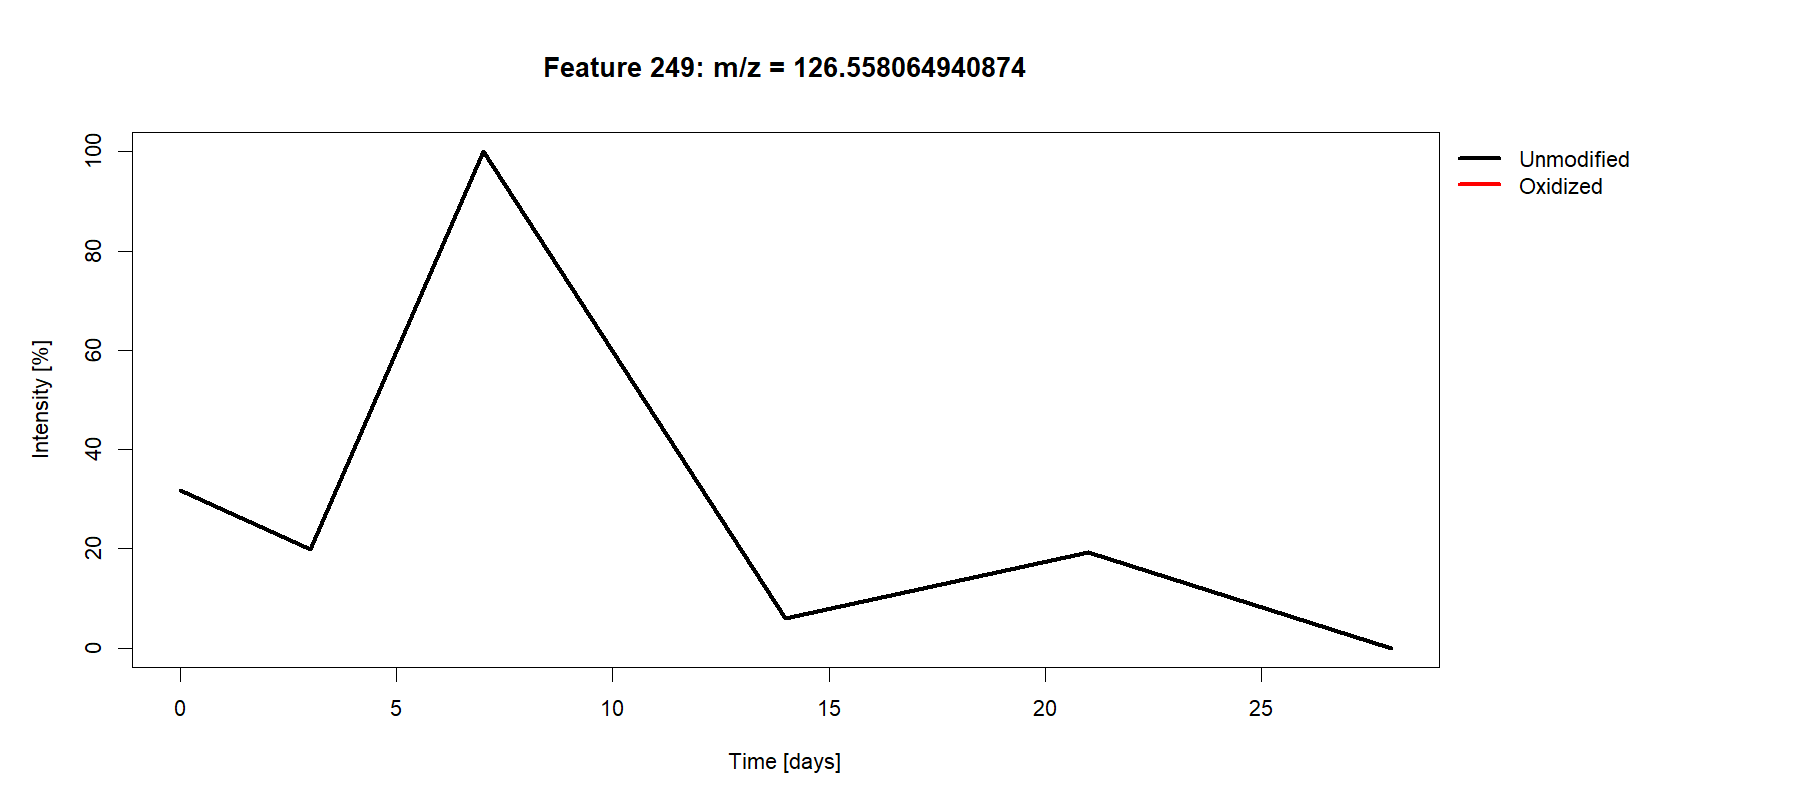 Feature 249: m/z = 126.558064940874
Unmodified
Oxidized
Intensity [%]
100
80
60
40
20
0
0 5 10 15 20 25
Time [days]